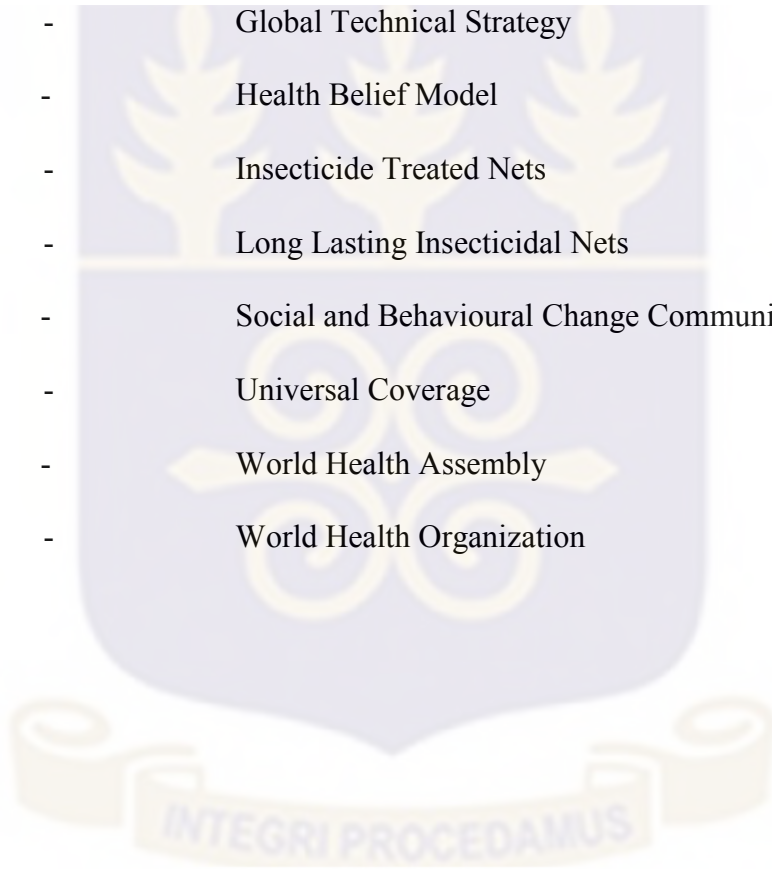 - Global Technical Strategy
- Health Belief Model
- Insecticide Treated Nets
- Long Lasting Insecticidal Nets
- Social and Behavioural Change Communi
- Universal Coverage
- World Health Assembly
- World Health Organization
INTEGRI PROCEDAMUS